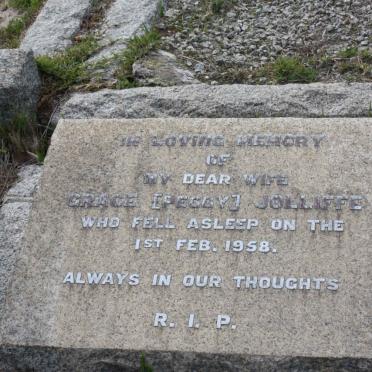 IN LOVING MEMORY
OF
MY DEAR WIFE
GRACE [PEGGY] JOLLIFFE
WHO FELL ASLEEP ON THE
1ST FEB. 1958.
ALWAYS IN OUR THOUGHTS
R. I. P.